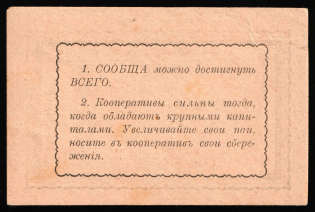 1. СООБЩА можно достигнуть
ВСЕГО.
2. Кооперативы сильны тогда,
когда обладаютъ крупными капи-
талами. Увеличивайте свои паи,
носите въ кооперативъ свои сбере-
женія.